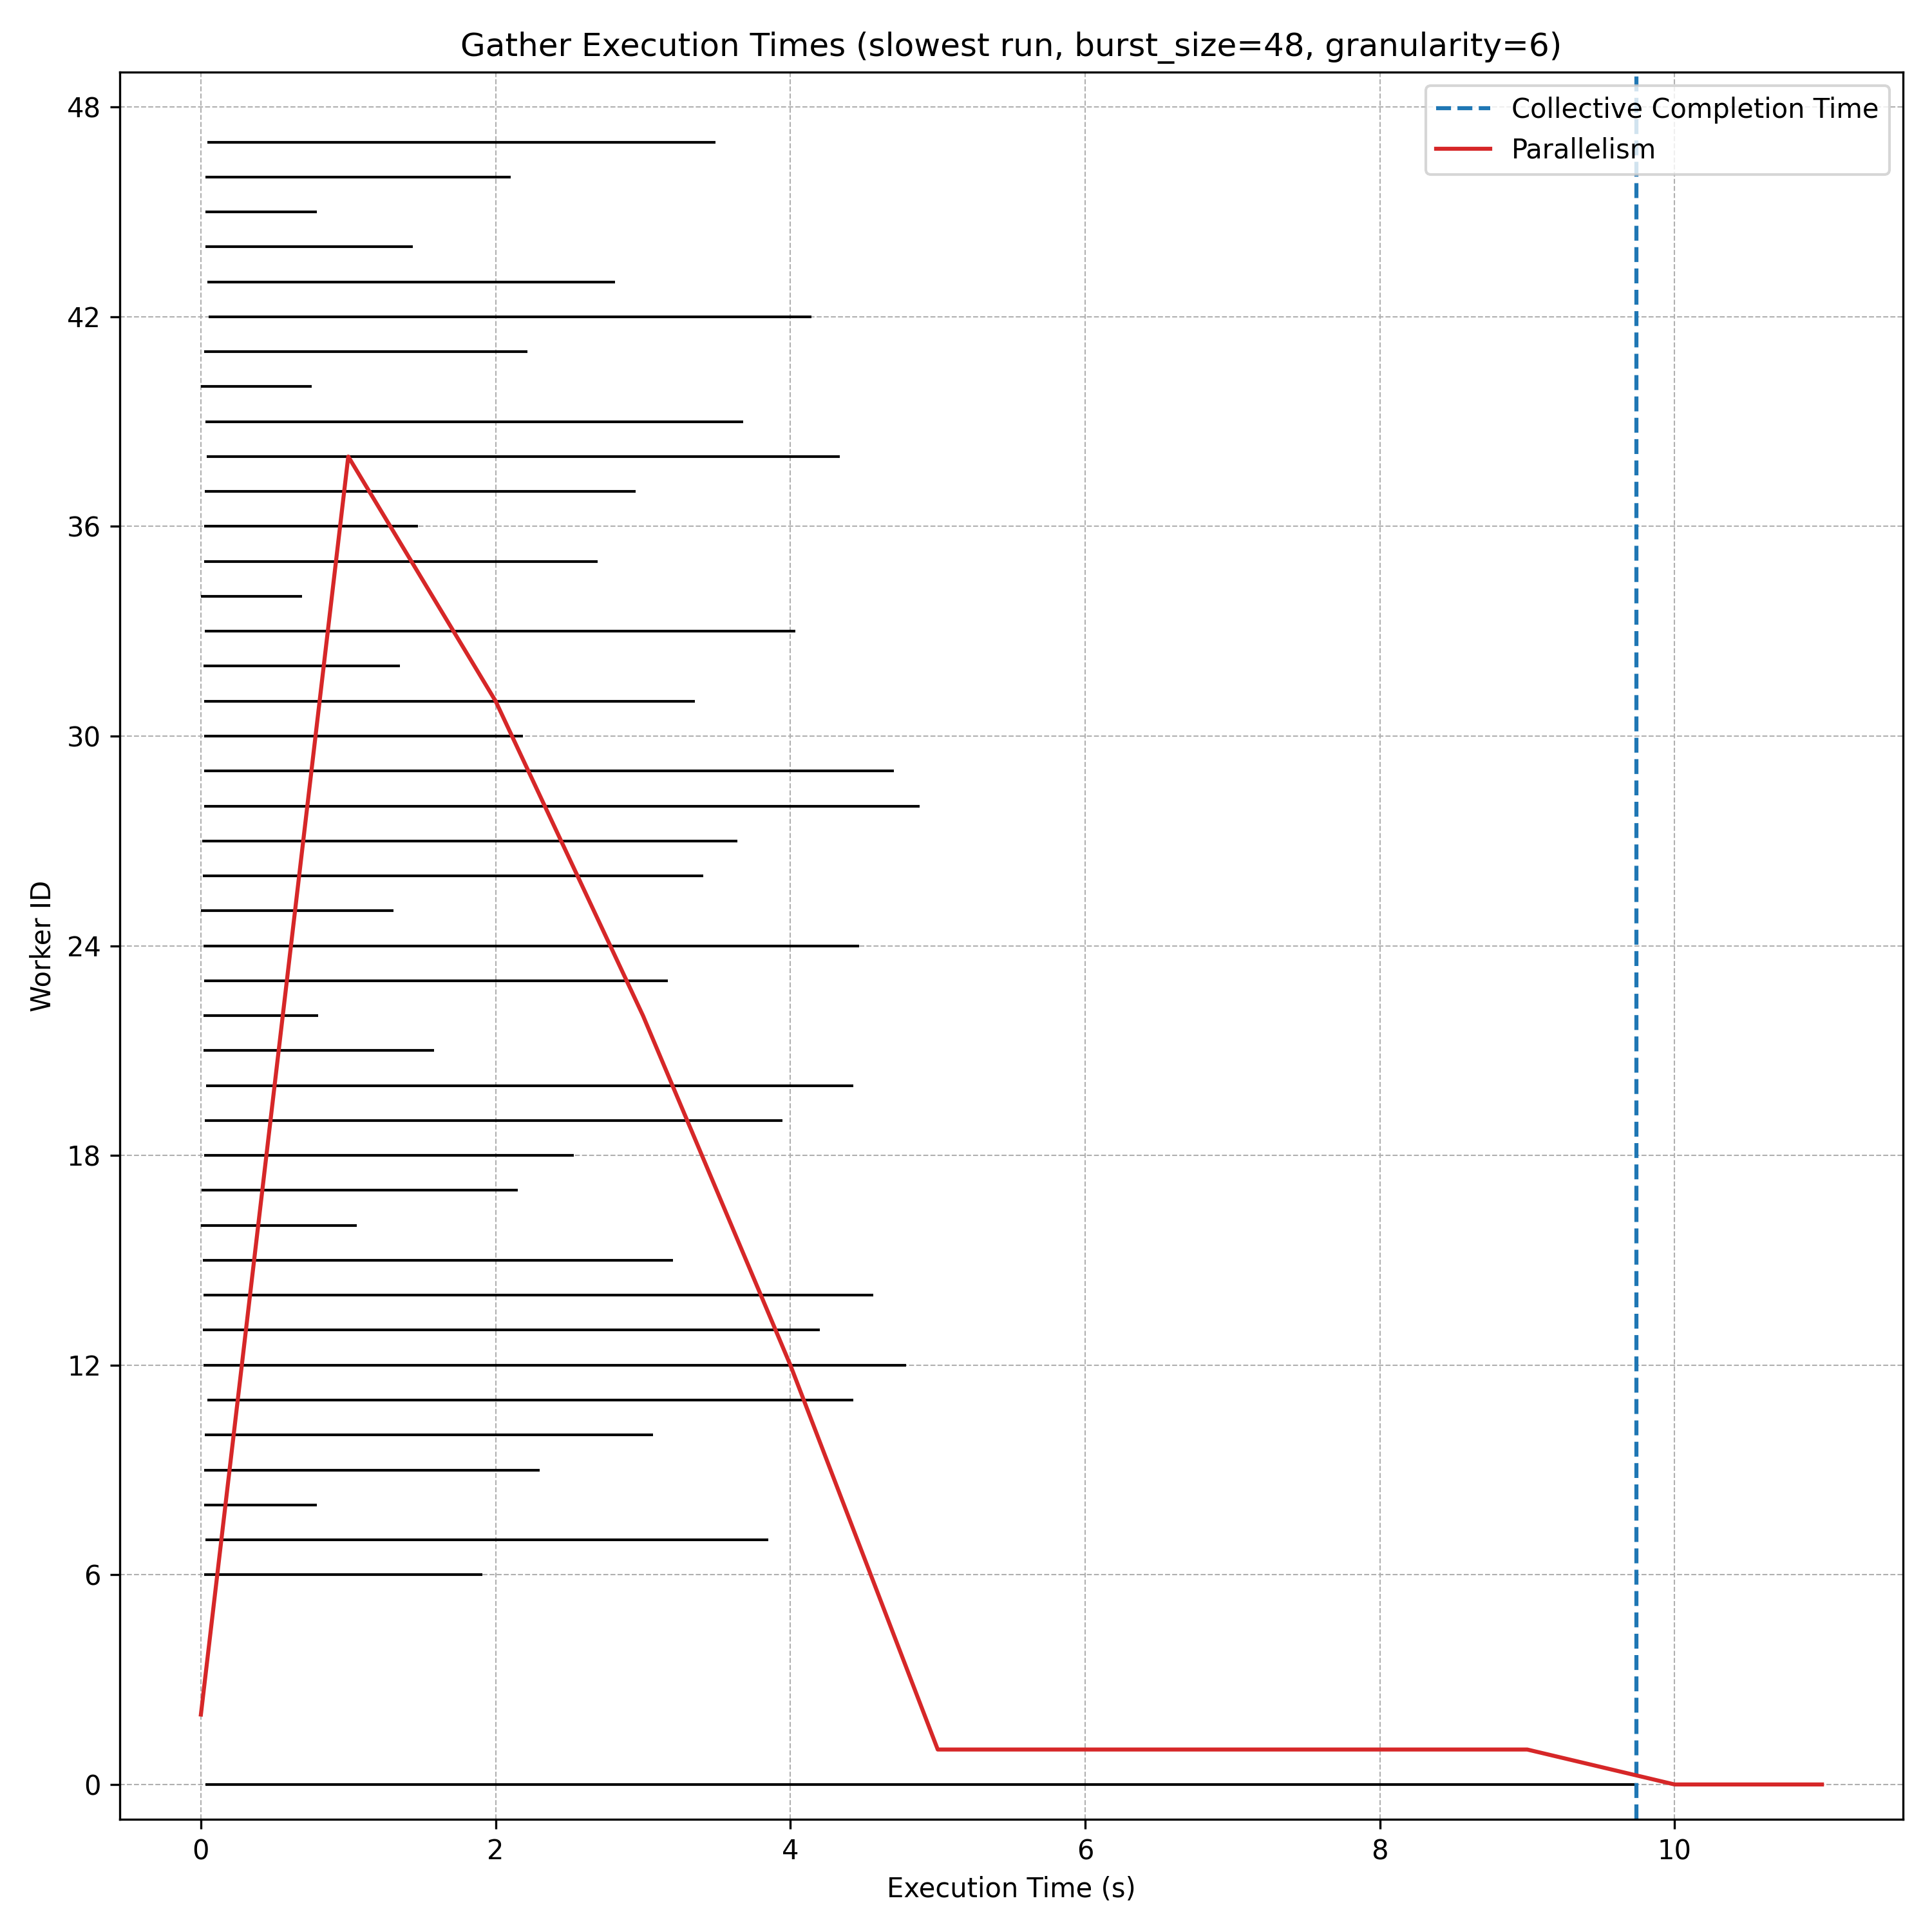 Gather Execution Times (slowest run, burst_size=48, granularity=6)
Collective Completion Time
Parallelism
48
42
36
30
24
18
12
6
0
Worker ID
0 2 4 6 8 10
Execution Time (s)